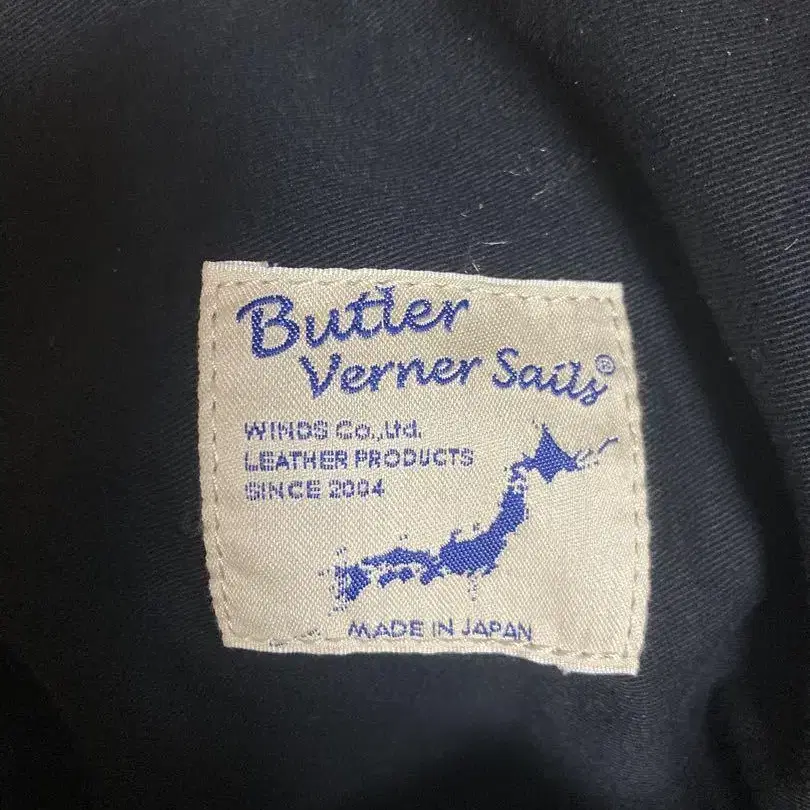 Butler
Verner Sails®
WINDS Co.,Ltd.
LEATHER PRODUCTS
SINCE 2004
MADE IN JAPAN